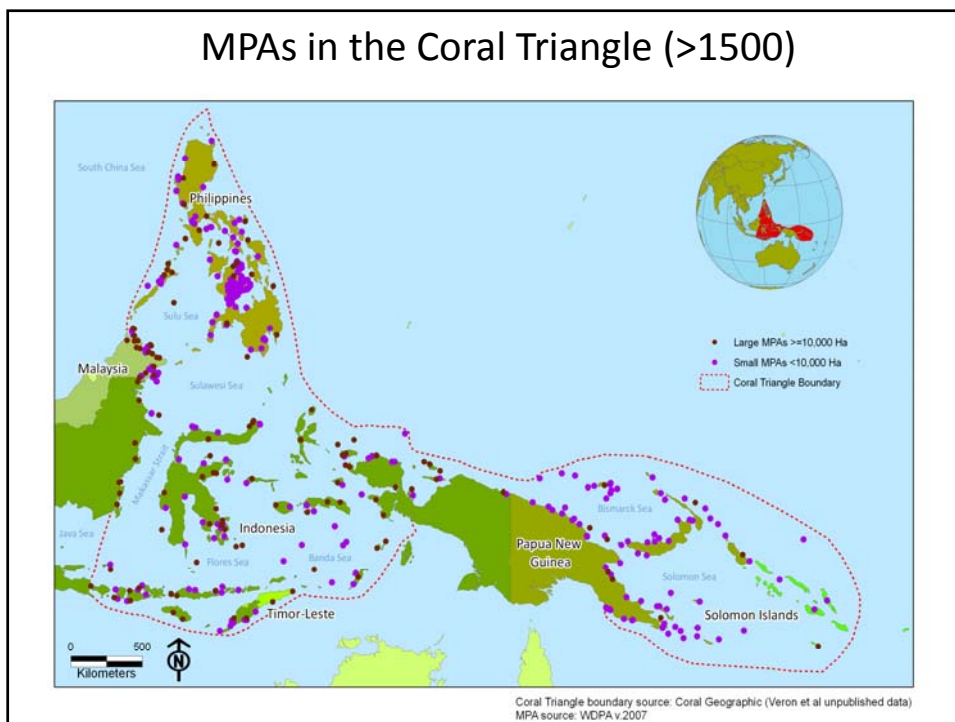 MPAs in the Coral Triangle (>1500)
South China Sea
Philippines
Sulu Sea
Malaysia
Sulawesi Sea
Makassar Strait
Java Sea
Indonesia
Flores Sea
Banda Sea
Timor-Leste
Papua New
Guinea
Bismarck Sea
Solomon Sea
Solomon Islands
Large MPAs >=10,000 Ha
Small MPAs <10,000 Ha
Coral Triangle Boundary
0 500
Kilometers
N
Coral Triangle boundary source: Coral Geographic (Veron et al unpublished data)
MPA source: WDPA v.2007